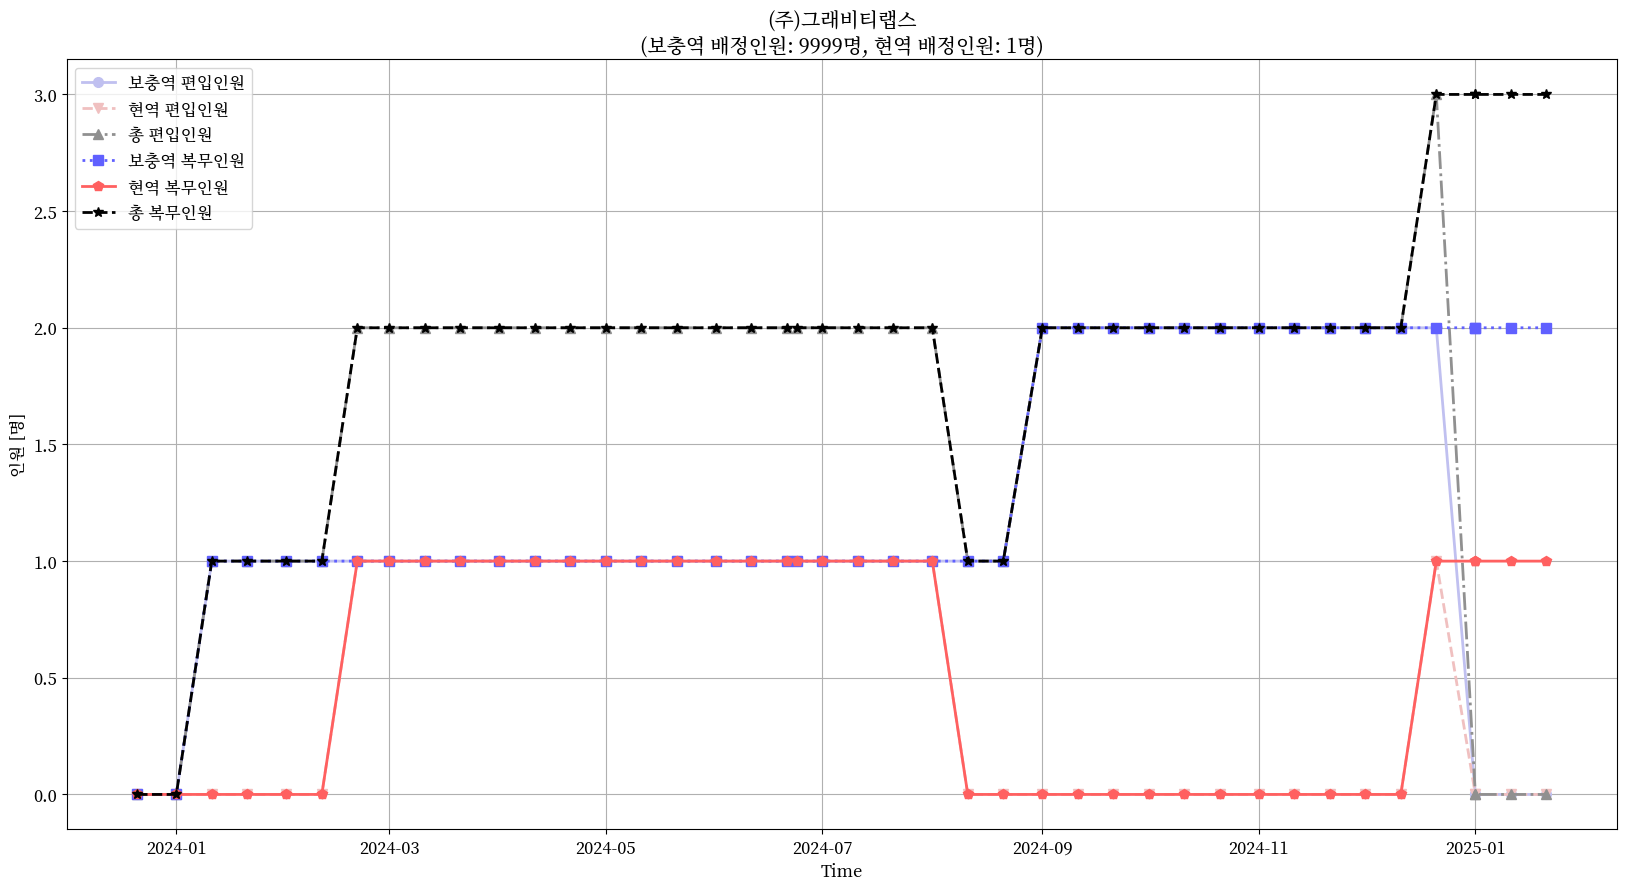 (주)그래비티랩스
(보충역 배정인원: 9999명, 현역 배정인원: 1명)
보충역 편입인원
현역 편입인원
총 편입인원
보충역 복무인원
현역 복무인원
총 복무인원
3.0
2.5
2.0
1.5
1.0
0.5
0.0
인원 [명]
2024-01
2024-03
2024-05
2024-07
2024-09
2024-11
2025-01
Time